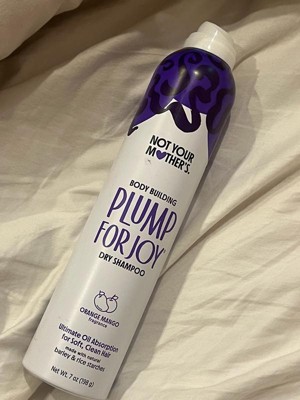 NOT YOUR
MOTHER'S.
BODY BUILDING
PLUMP
FOR JOY
DRY SHAMPOO
ORANGE MANGO
fragrance
Ultimate Oil Absorption
for Soft, Clean Hair
made with natural
barley & rice starches
Net Wt. 7 oz (198 g)